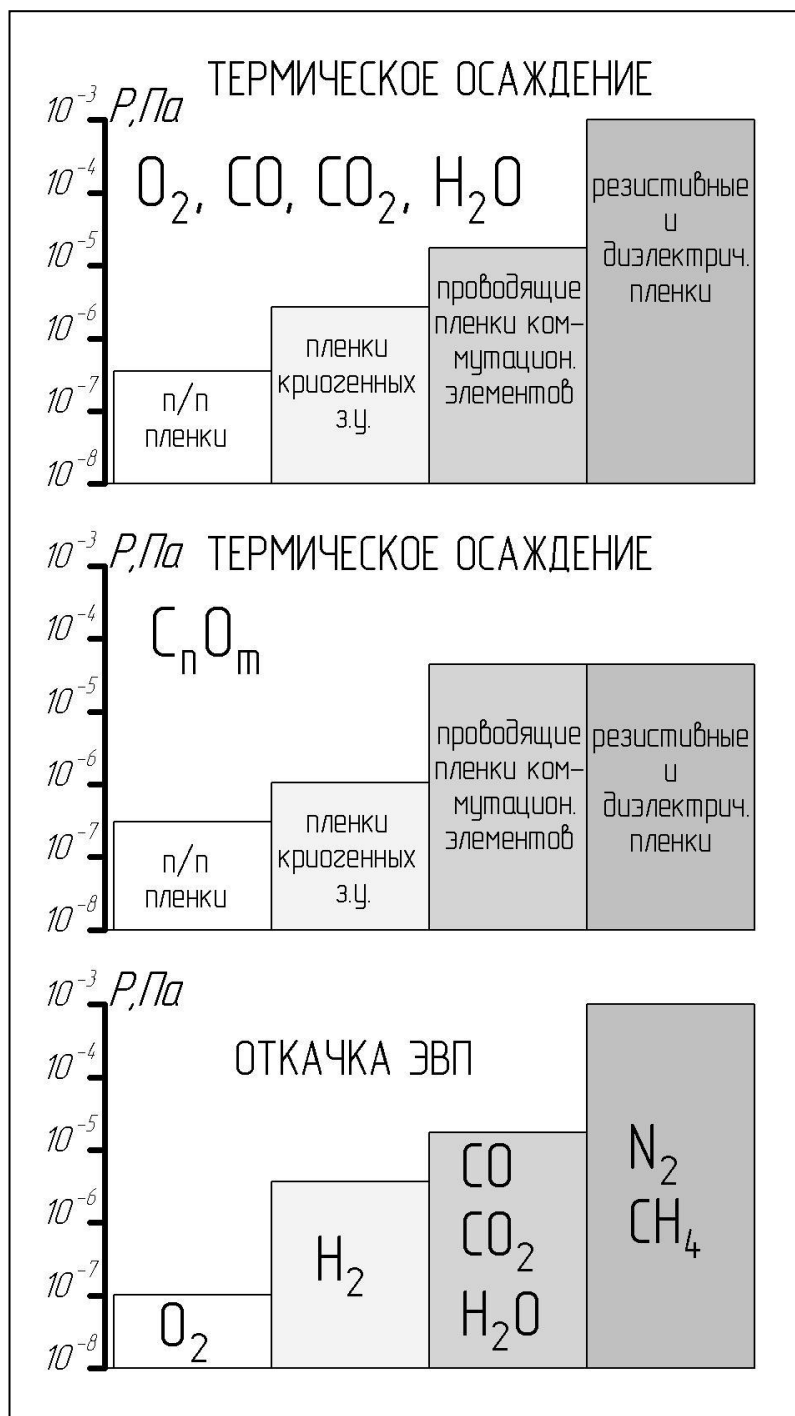 ТЕРМИЧЕСКОЕ ОСАЖДЕНИЕ
P, Па
10⁻³
10⁻⁴
10⁻⁵
10⁻⁶
10⁻⁷
10⁻⁸
O₂, CO, CO₂, H₂O
п/п
пленки
пленки
криогенных
з.у.
проводящие
пленки ком–
мутацион.
элементов
резистивные
и
диэлектрич.
пленки
P, Па ТЕРМИЧЕСКОЕ ОСАЖДЕНИЕ
10⁻³
10⁻⁴
10⁻⁵
10⁻⁶
10⁻⁷
10⁻⁸
CₙOₘ
п/п
пленки
пленки
криогенных
з.у.
проводящие
пленки ком–
мутацион.
элементов
резистивные
и
диэлектрич.
пленки
P, Па
10⁻³
10⁻⁴
10⁻⁵
10⁻⁶
10⁻⁷
10⁻⁸
ОТКАЧКА ЭВП
O₂
H₂
CO
CO₂
H₂O
N₂
CH₄